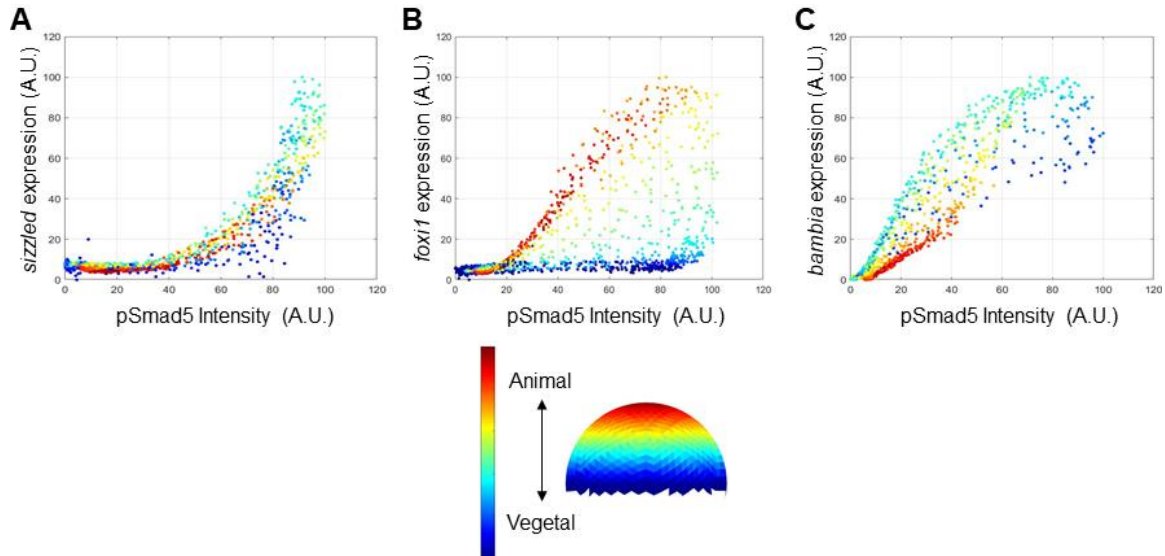 A
B
C
sizzled expression (A.U.)
120
100
80
60
40
20
0
0 20 40 60 80 100 120
pSmad5 Intensity (A.U.)
foxi1 expression (A.U.)
120
100
80
60
40
20
0
0 20 40 60 80 100 120
pSmad5 Intensity (A.U.)
bambia expression (A.U.)
120
100
80
60
40
20
0
0 20 40 60 80 100 120
pSmad5 Intensity (A.U.)
Animal
Vegetal